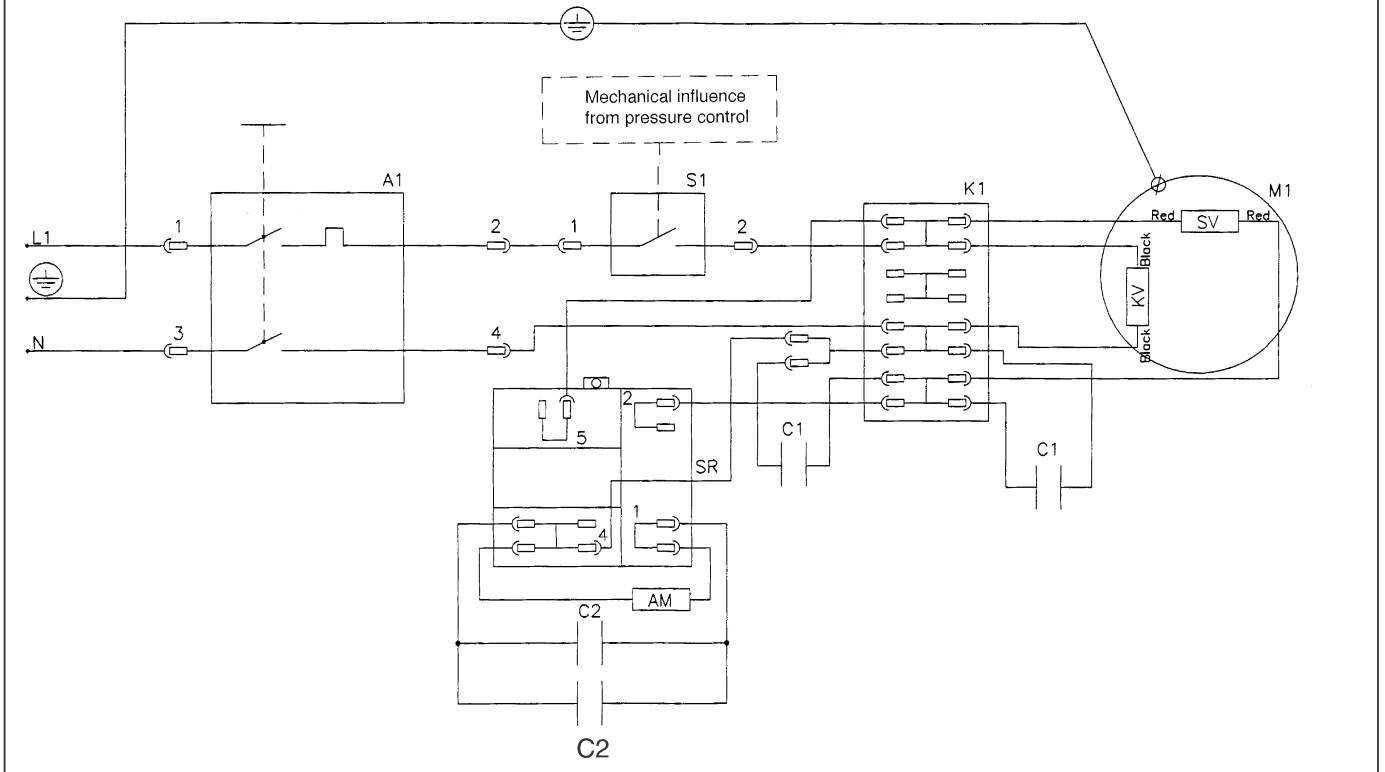 Mechanical influence
from pressure control
A1
S1
K1
M1
L1
1
2
1
2
Red
SV
Red
Black
KV
Black
N
3
4
2
5
C1
C1
SR
1
4
AM
C2
C2